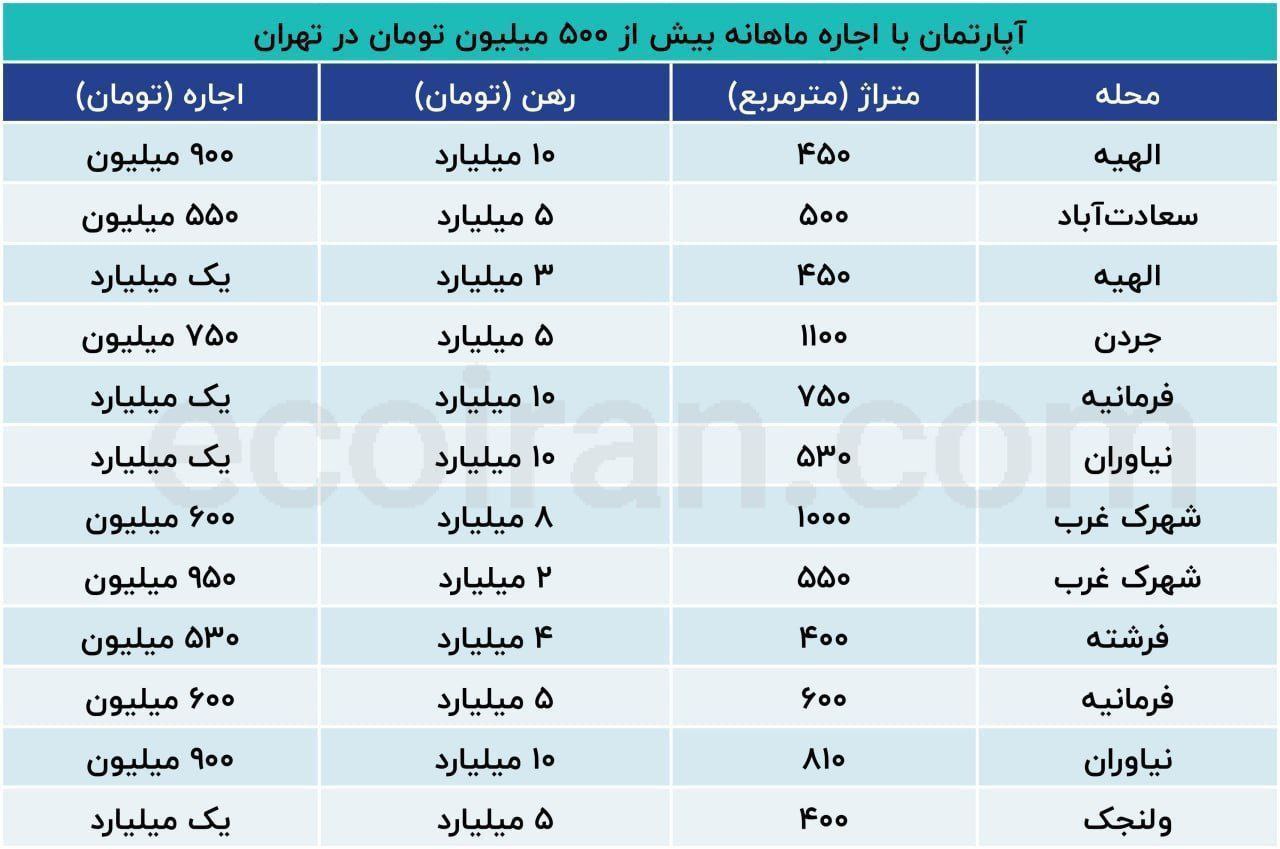 آپارتمان با اجاره ماهانه بیش از ۵۰۰ میلیون تومان در تهران
محله متراژ (مترمربع) رهن (تومان) اجاره (تومان)
الهیه ۴۵۰ ۱۰ میلیارد ۹۰۰ میلیون
سعادت‌آباد ۵۰۰ ۵ میلیارد ۵۵۰ میلیون
الهیه ۴۵۰ ۳ میلیارد یک میلیارد
جردن ۱۱۰۰ ۵ میلیارد ۷۵۰ میلیون
فرمانیه ۷۵۰ ۱۰ میلیارد یک میلیارد
نیاوران ۵۳۰ ۱۰ میلیارد یک میلیارد
شهرک غرب ۱۰۰۰ ۸ میلیارد ۶۰۰ میلیون
شهرک غرب ۵۵۰ ۲ میلیارد ۹۵۰ میلیون
فرشته ۴۰۰ ۴ میلیارد ۵۳۰ میلیون
فرمانیه ۶۰۰ ۵ میلیارد ۶۰۰ میلیون
نیاوران ۸۱۰ ۱۰ میلیارد ۹۰۰ میلیون
ولنجک ۴۰۰ ۵ میلیارد یک میلیارد
ecoiran.com